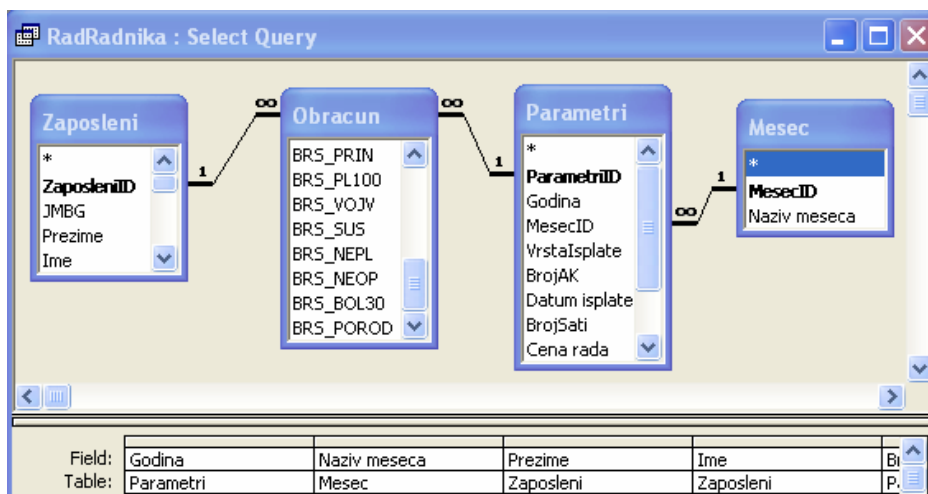 RadRadnika : Select Query
Zaposleni
*
ZaposleniID
JMBG
Prezime
Ime
1
∞
Obracun
BRS_PRIN
BRS_PL100
BRS_VOJV
BRS_SUS
BRS_NEPL
BRS_NEOP
BRS_BOL30
BRS_POROD
∞
1
Parametri
*
ParametriID
Godina
MesecID
VrstaIsplate
BrojAK
Datum isplate
BrojSati
Cena rada
∞
1
Mesec
*
MesecID
Naziv meseca
Field: Godina Naziv meseca Prezime Ime
Table: Parametri Mesec Zaposleni Zaposleni